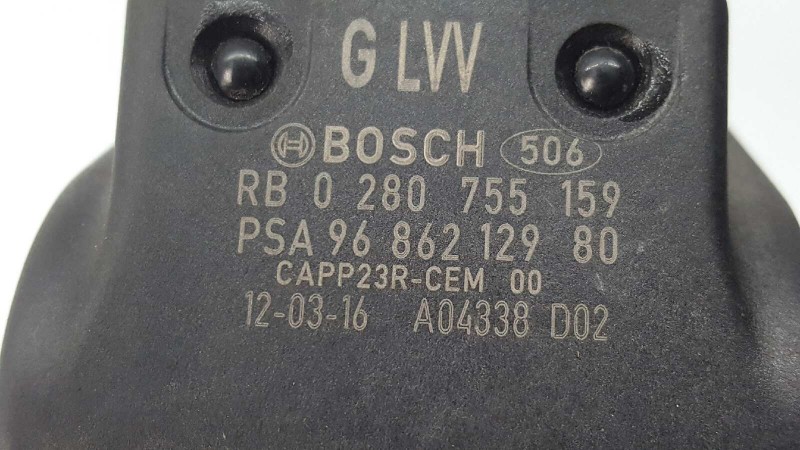 G LVV
BOSCH 506
RB 0 280 755 159
PSA 96 862 129 80
CAPP23R-CEM 00
12-03-16 A04338 D02